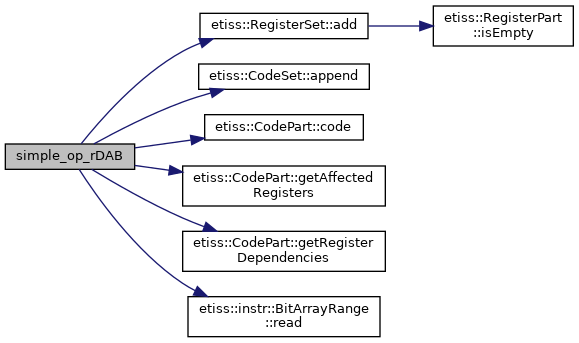 simple_op_rDAB
etiss::RegisterSet::add
etiss::RegisterPart
::isEmpty
etiss::CodeSet::append
etiss::CodePart::code
etiss::CodePart::getAffected
Registers
etiss::CodePart::getRegister
Dependencies
etiss::instr::BitArrayRange
::read